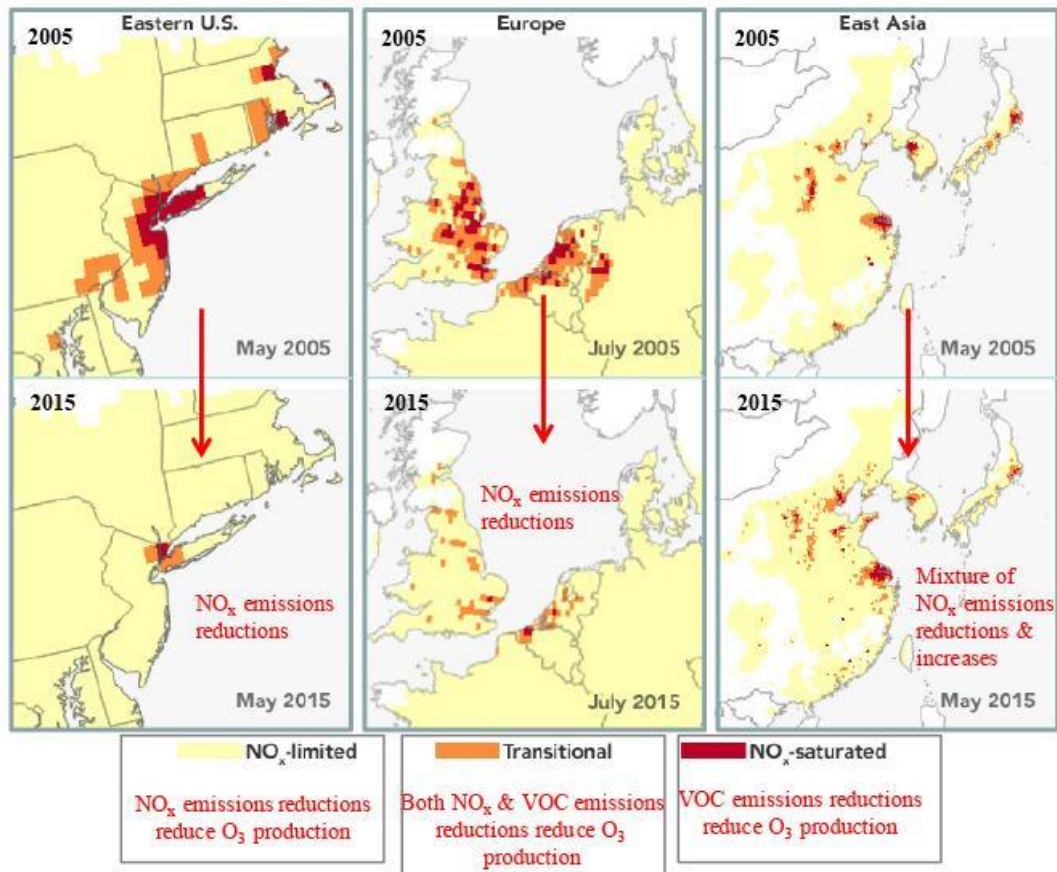 Eastern U.S.
2005
May 2005
Europe
2005
July 2005
East Asia
2005
May 2005
2015
NOₓ emissions
reductions
May 2015
2015
NOₓ emissions
reductions
July 2015
2015
Mixture of
NOₓ emissions
reductions &
increases
May 2015
NOₓ-limited
NOₓ emissions reductions
reduce O₃ production
Transitional
Both NOₓ & VOC emissions
reductions reduce O₃
production
NOₓ-saturated
VOC emissions reductions
reduce O₃ production